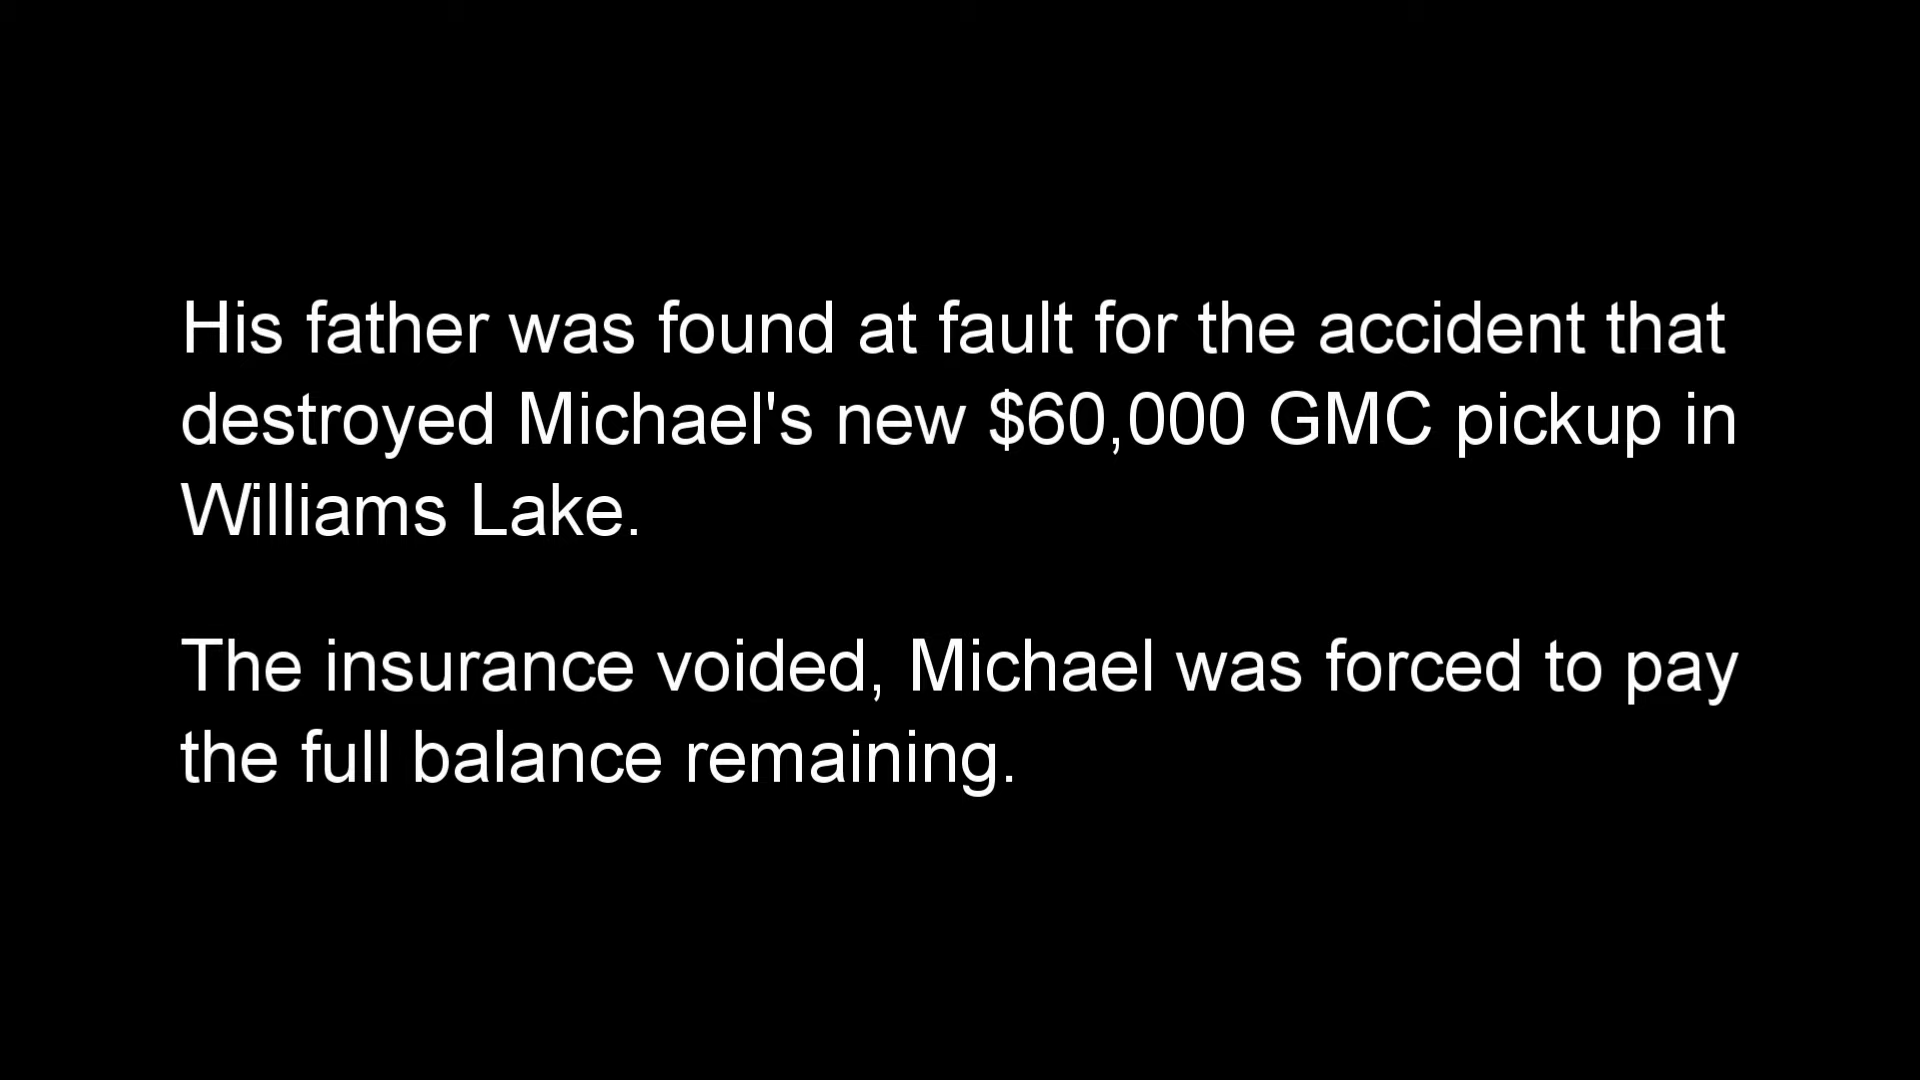 His father was found at fault for the accident that
destroyed Michael's new $60,000 GMC pickup in
Williams Lake.
The insurance voided, Michael was forced to pay
the full balance remaining.